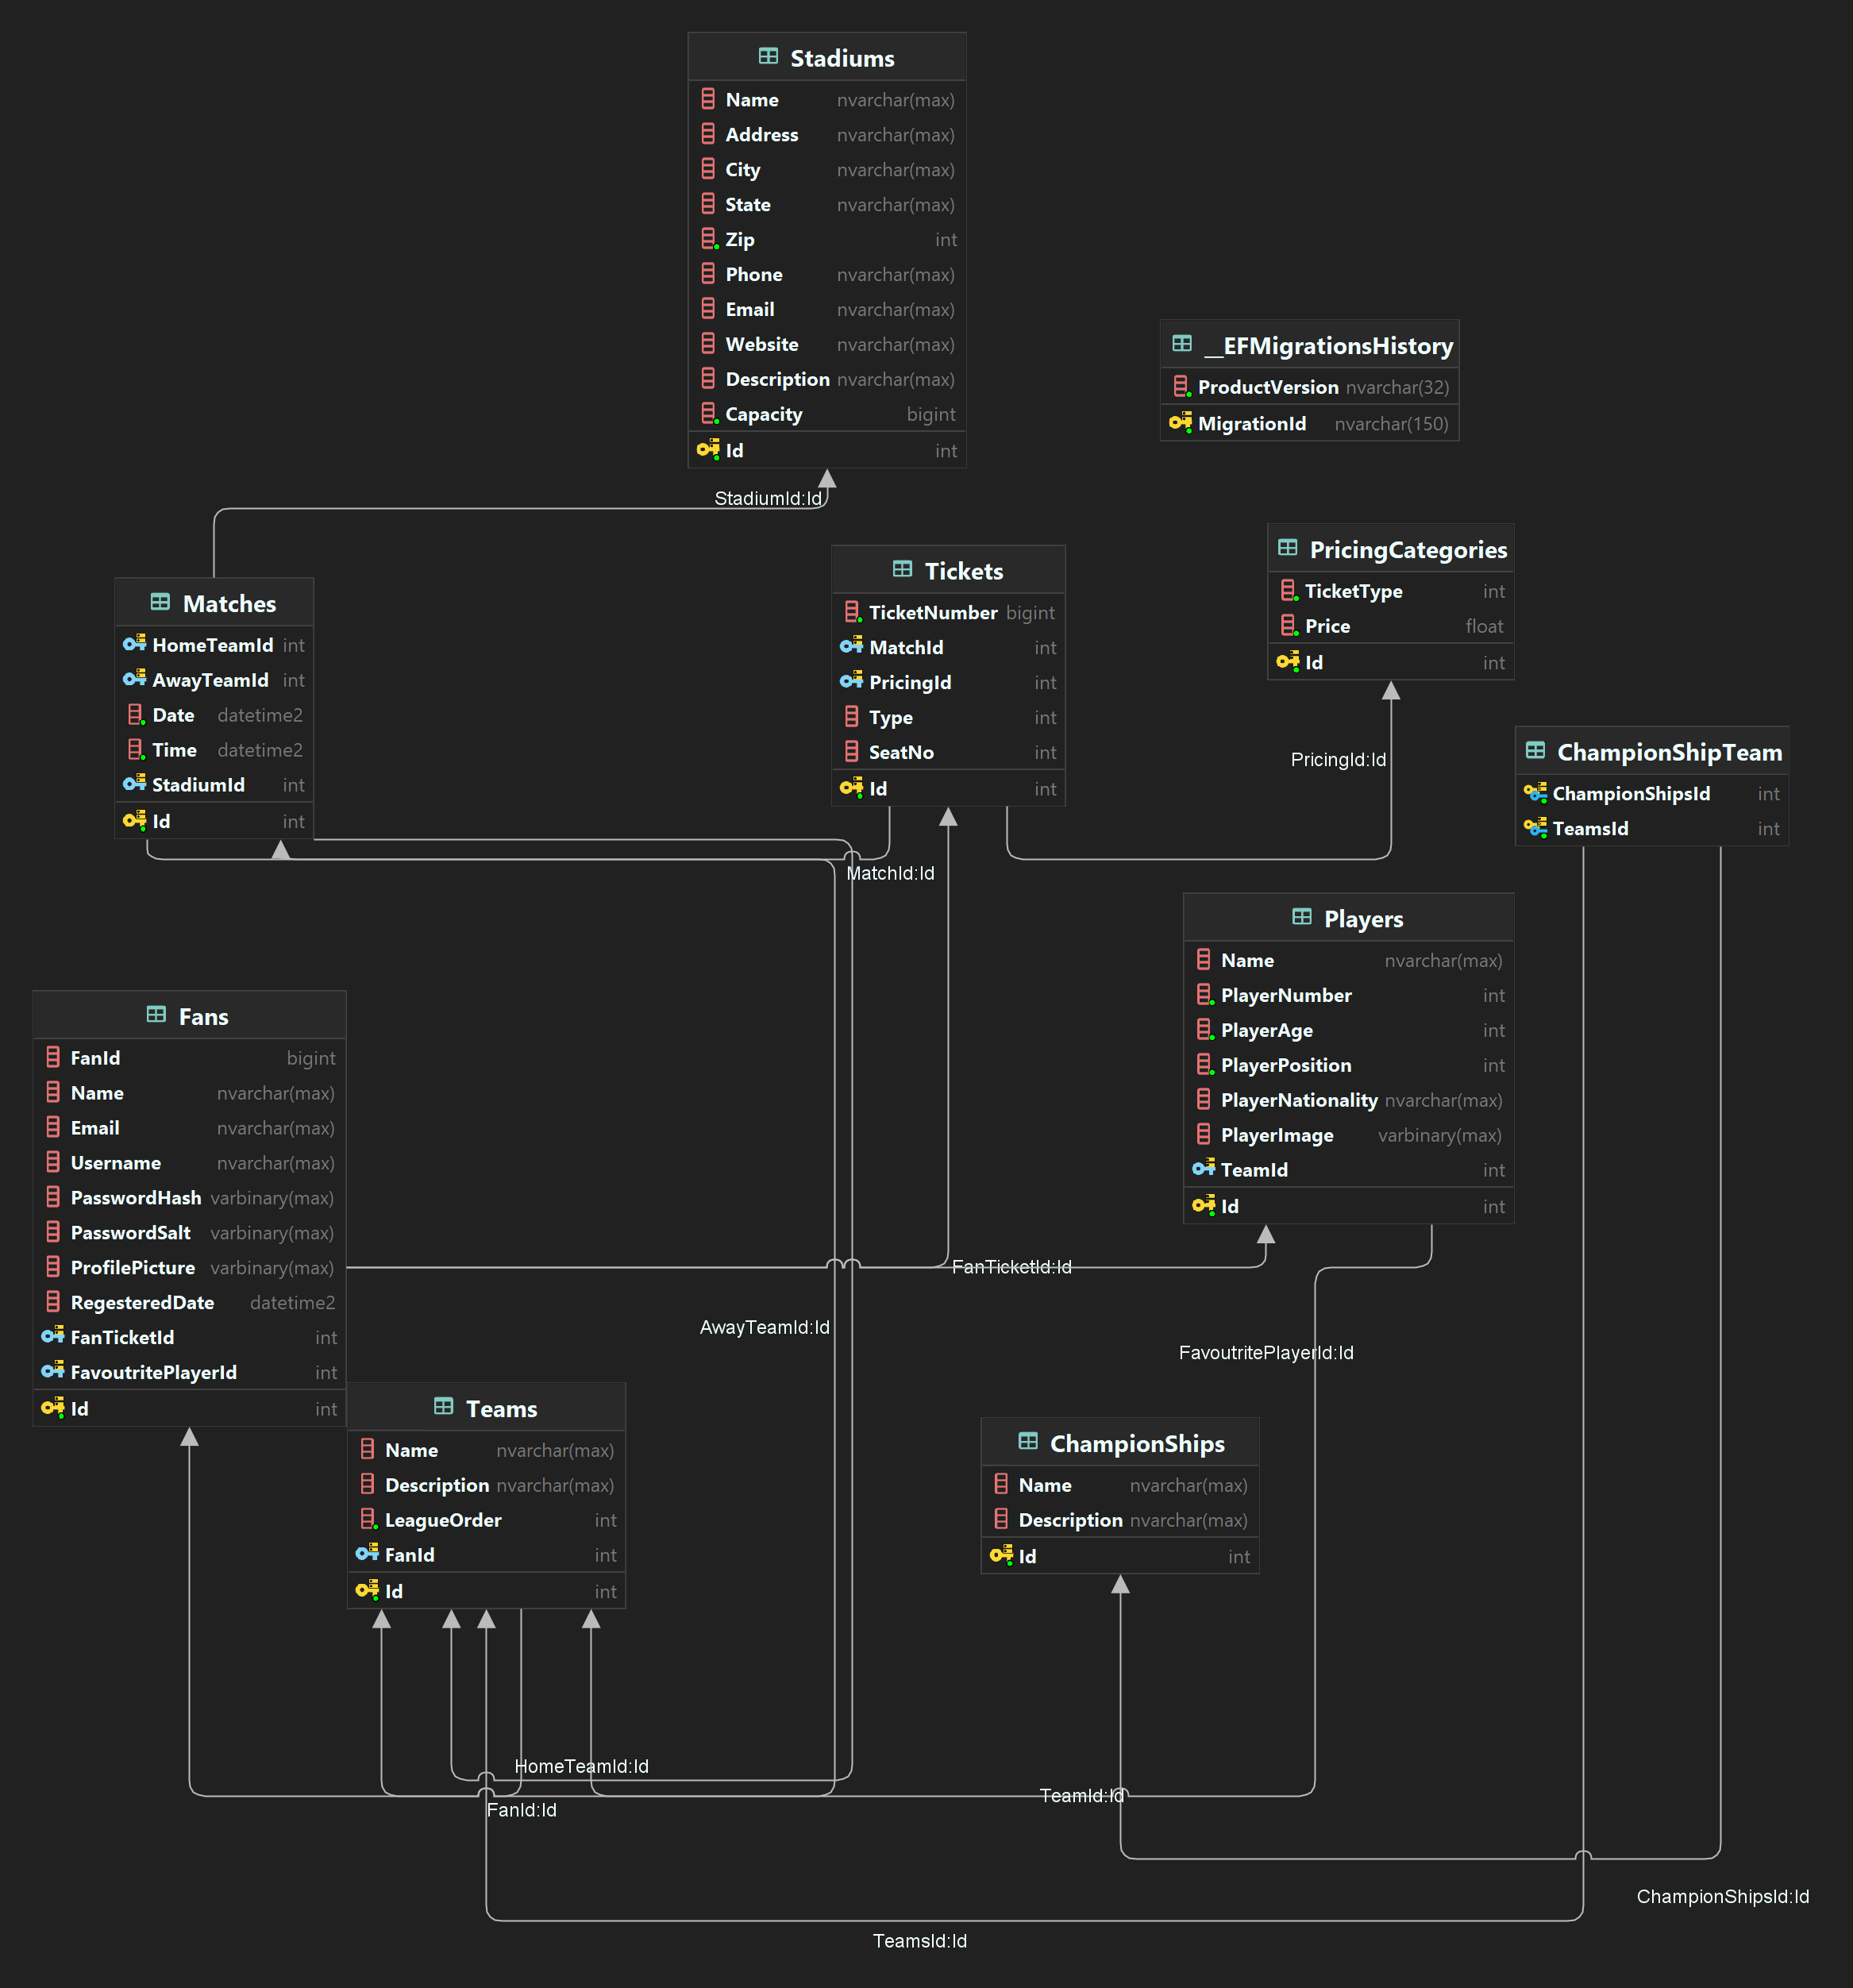 Stadiums
Name nvarchar(max)
Address nvarchar(max)
City nvarchar(max)
State nvarchar(max)
Zip int
Phone nvarchar(max)
Email nvarchar(max)
Website nvarchar(max)
Description nvarchar(max)
Capacity bigint
Id int
__EFMigrationsHistory
ProductVersion nvarchar(32)
MigrationId nvarchar(150)
StadiumId:Id
Matches
HomeTeamId int
AwayTeamId int
Date datetime2
Time datetime2
StadiumId int
Id int
Tickets
TicketNumber bigint
MatchId int
PricingId int
Type int
SeatNo int
Id int
PricingCategories
TicketType int
Price float
Id int
PricingId:Id
ChampionShipTeam
ChampionShipsId int
TeamsId int
MatchId:Id
Players
Name nvarchar(max)
PlayerNumber int
PlayerAge int
PlayerPosition int
PlayerNationality nvarchar(max)
PlayerImage varbinary(max)
TeamId int
Id int
Fans
FanId bigint
Name nvarchar(max)
Email nvarchar(max)
Username nvarchar(max)
PasswordHash varbinary(max)
PasswordSalt varbinary(max)
ProfilePicture varbinary(max)
RegesteredDate datetime2
FanTicketId int
FavoutritePlayerId int
Id int
FanTicketId:Id
AwayTeamId:Id
FavoutritePlayerId:Id
Teams
Name nvarchar(max)
Description nvarchar(max)
LeagueOrder int
FanId int
Id int
ChampionShips
Name nvarchar(max)
Description nvarchar(max)
Id int
HomeTeamId:Id
TeamId:Id
FanId:Id
ChampionShipsId:Id
TeamsId:Id